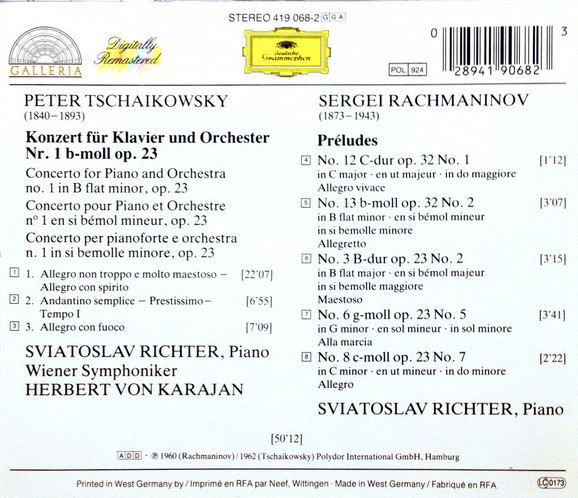 STEREO 419 068-2 G G A
GALLERIA
Digitally
Remastered
Deutsche
Grammophon
POL 924
0 3
28941 90682
PETER TSCHAIKOWSKY
(1840–1893)
Konzert für Klavier und Orchester
Nr. 1 b-moll op. 23
Concerto for Piano and Orchestra
no. 1 in B flat minor, op. 23
Concerto pour Piano et Orchestre
n° 1 en si bémol mineur, op. 23
Concerto per pianoforte e orchestra
n. 1 in si bemolle minore, op. 23
1 1. Allegro non troppo e molto maestoso – [22'07]
Allegro con spirito
2 2. Andantino semplice – Prestissimo – [6'55]
Tempo I
3 3. Allegro con fuoco [7'09]
SVIATOSLAV RICHTER, Piano
Wiener Symphoniker
HERBERT VON KARAJAN
SERGEI RACHMANINOV
(1873–1943)
Préludes
4 No. 12 C-dur op. 32 No. 1 [1'12]
in C major · en ut majeur · in do maggiore
Allegro vivace
5 No. 13 b-moll op. 32 No. 2 [3'07]
in B flat minor · en si bémol mineur
in si bemolle minore
Allegretto
6 No. 3 B-dur op. 23 No. 2 [3'15]
in B flat major · en si bémol majeur
in si bemolle maggiore
Maestoso
7 No. 6 g-moll op. 23 No. 5 [3'41]
in G minor · en sol mineur · in sol minore
Alla marcia
8 No. 8 c-moll op. 23 No. 7 [2'22]
in C minor · en ut mineur · in do minore
Allegro
SVIATOSLAV RICHTER, Piano
[50'12]
ADD · ℗ 1960 (Rachmaninov) / 1962 (Tschaikowsky) Polydor International GmbH, Hamburg
Printed in West Germany by / Imprimé en RFA par Neef, Wittingen · Made in West Germany / Fabriqué en RFA
LC 0173